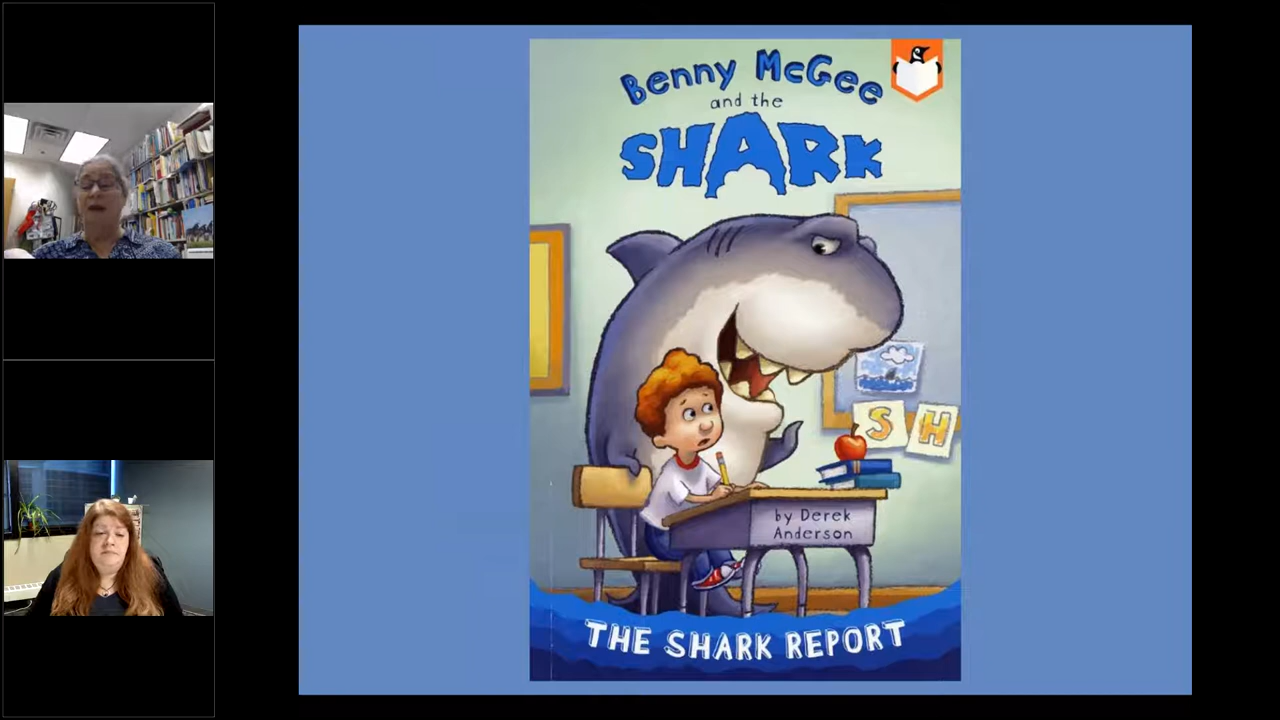 Benny McGee
and the
SHARK
S H
by Derek
Anderson
THE SHARK REPORT